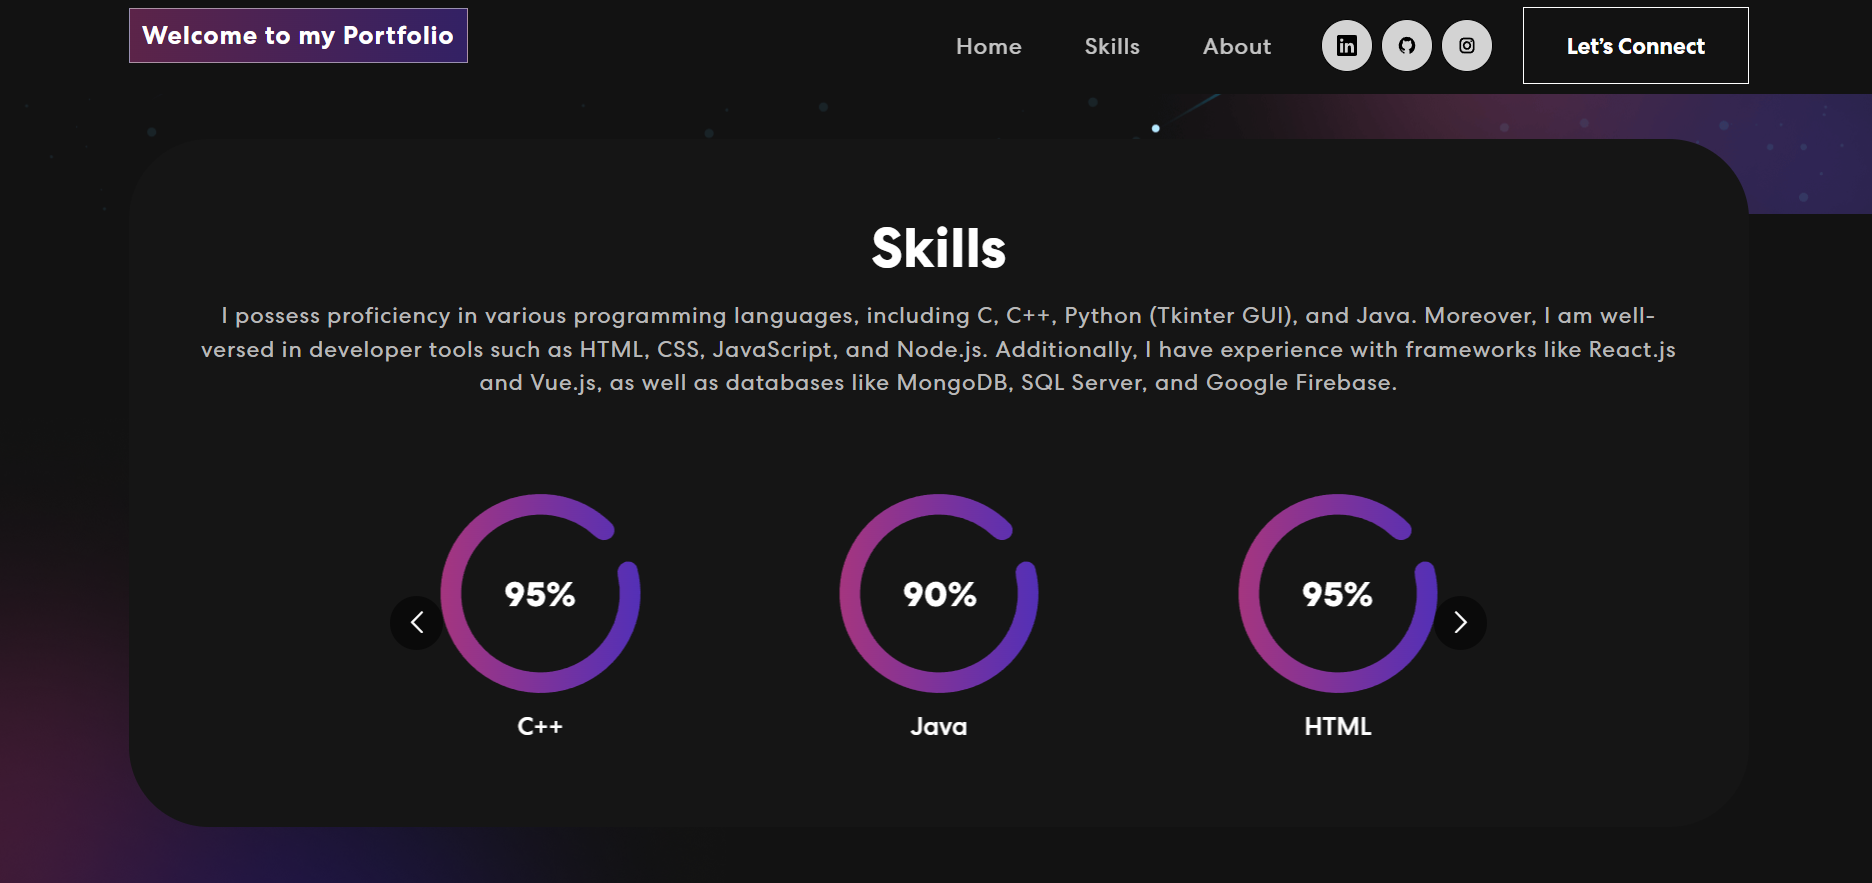 Welcome to my Portfolio
Home
Skills
About
Let's Connect
Skills
I possess proficiency in various programming languages, including C, C++, Python (Tkinter GUI), and Java. Moreover, I am well-
versed in developer tools such as HTML, CSS, JavaScript, and Node.js. Additionally, I have experience with frameworks like React.js
and Vue.js, as well as databases like MongoDB, SQL Server, and Google Firebase.
95%
90%
95%
C++
Java
HTML